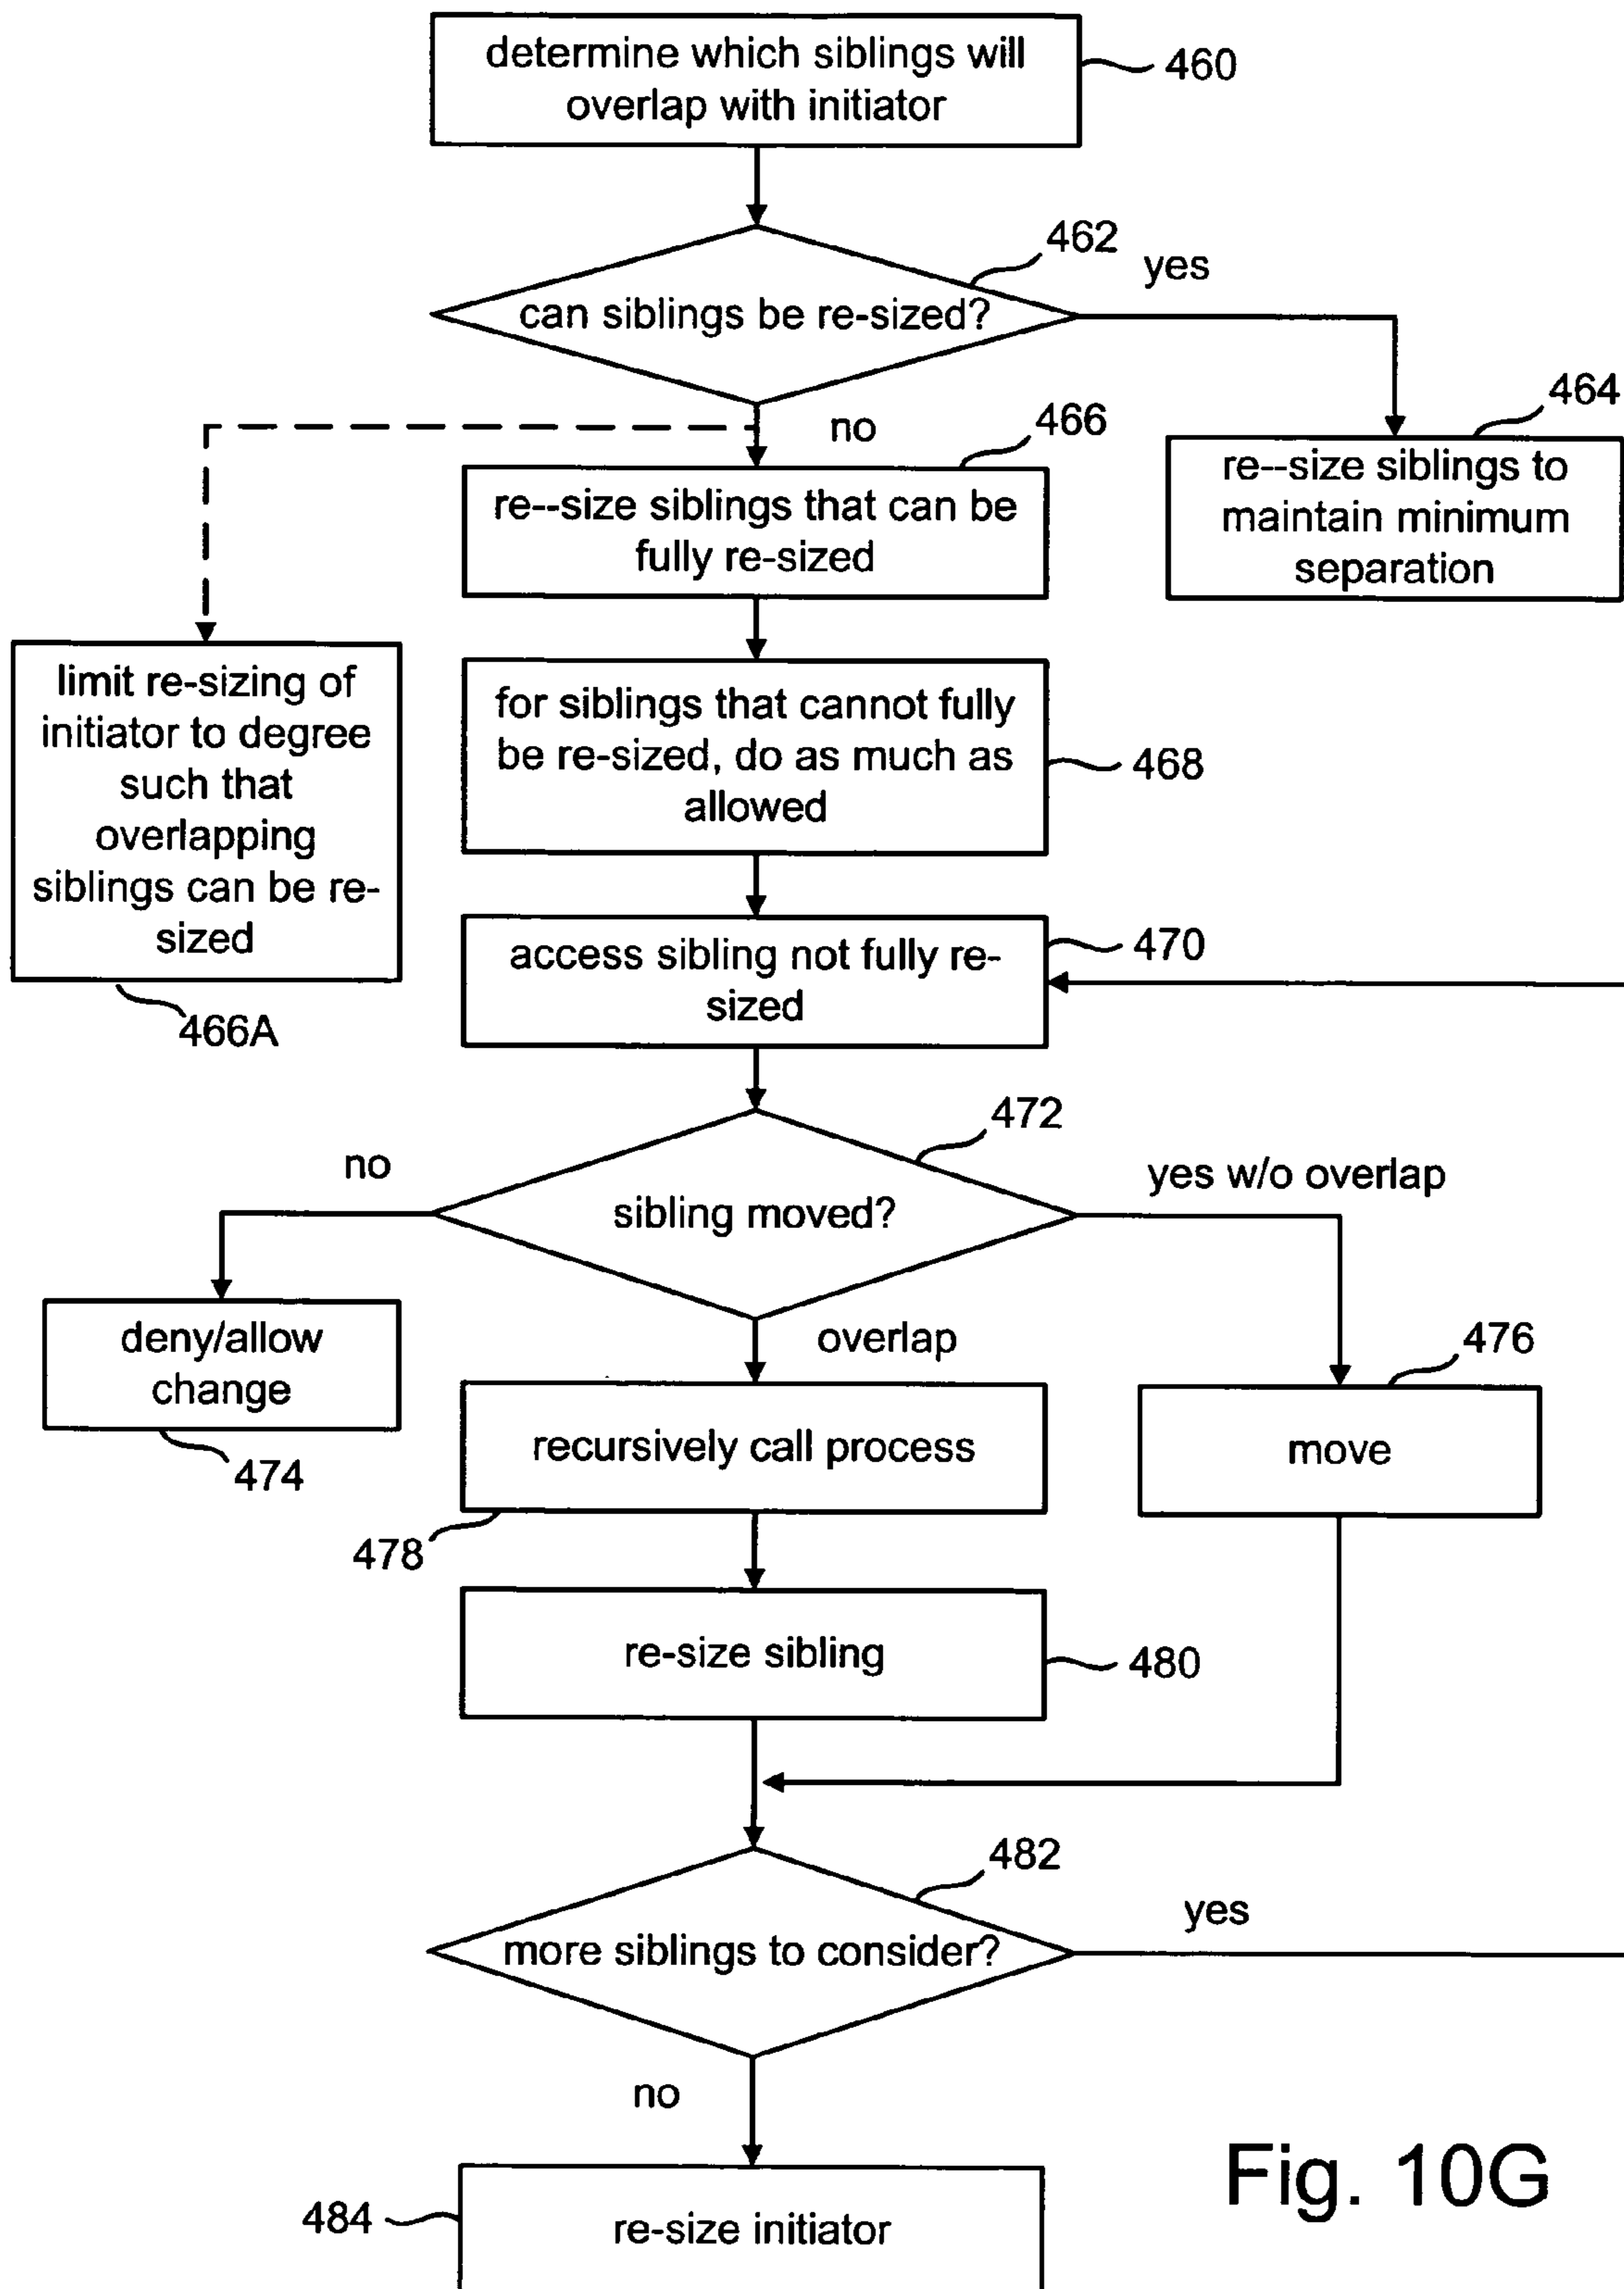 determine which siblings will
overlap with initiator
460
462
yes
can siblings be re-sized?
464
no
466
re--size siblings to
maintain minimum
separation
re--size siblings that can be
fully re-sized
limit re-sizing of
initiator to degree
such that
overlapping
siblings can be re-
sized
466A
for siblings that cannot fully
be re-sized, do as much as
allowed
468
access sibling not fully re-
sized
470
472
no
yes w/o overlap
sibling moved?
deny/allow
change
474
overlap
476
recursively call process
478
move
re-size sibling
480
482
yes
more siblings to consider?
no
484
re-size initiator
Fig. 10G